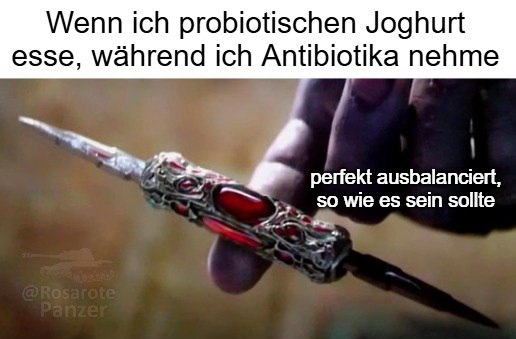 Wenn ich probiotischen Joghurt
esse, während ich Antibiotika nehme
perfekt ausbalanciert,
so wie es sein sollte
@Rosarote
Panzer